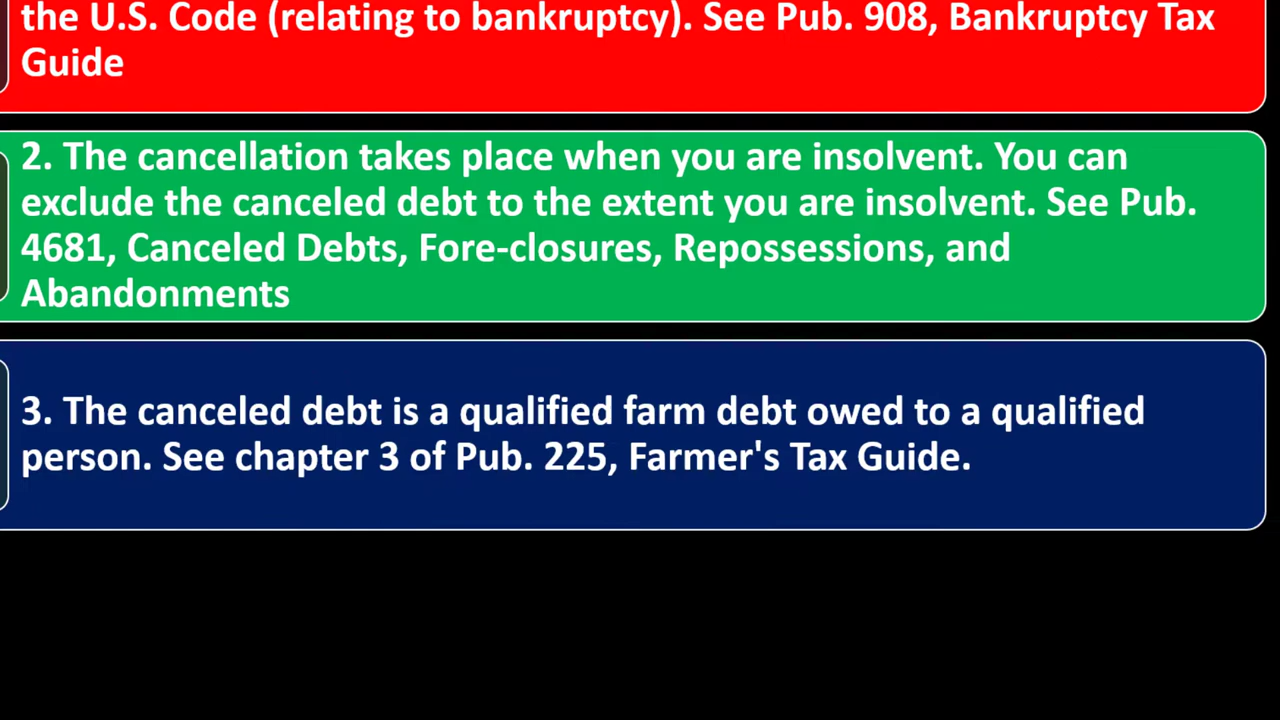 the U.S. Code (relating to bankruptcy). See Pub. 908, Bankruptcy Tax
Guide
2. The cancellation takes place when you are insolvent. You can
exclude the canceled debt to the extent you are insolvent. See Pub.
4681, Canceled Debts, Fore-closures, Repossessions, and
Abandonments
3. The canceled debt is a qualified farm debt owed to a qualified
person. See chapter 3 of Pub. 225, Farmer's Tax Guide.